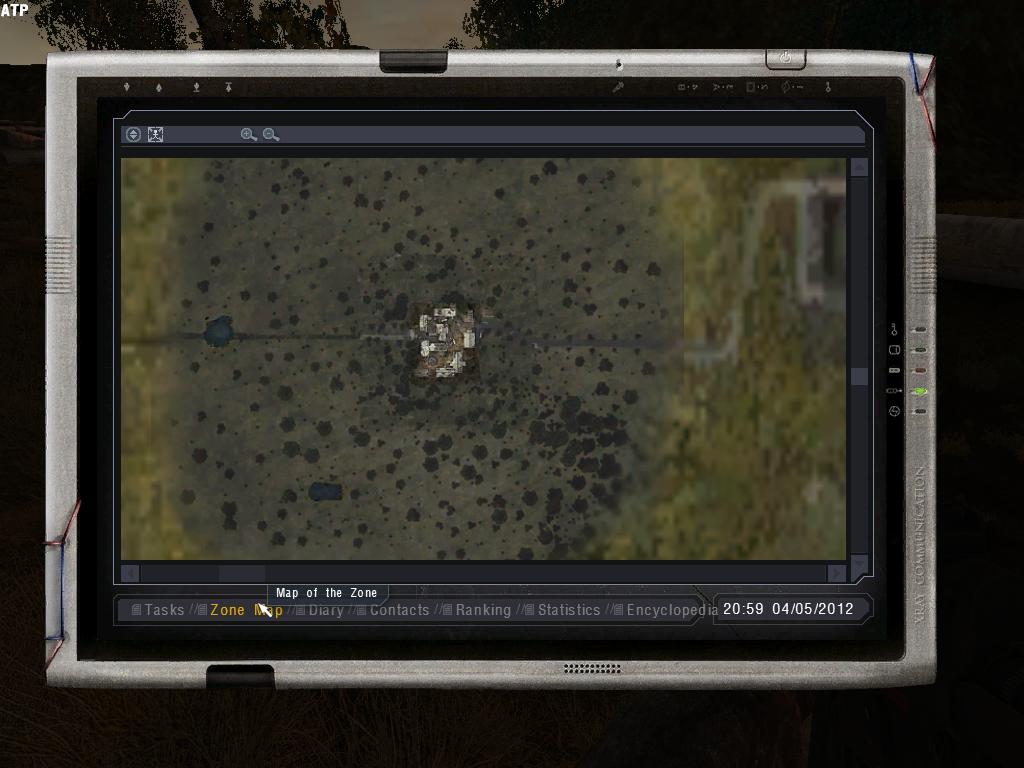 ATP
Map of the Zone
Tasks // Zone Map // Diary // Contacts // Ranking // Statistics // Encyclopedia
20:59 04/05/2012
XRAY COMMUNICATION